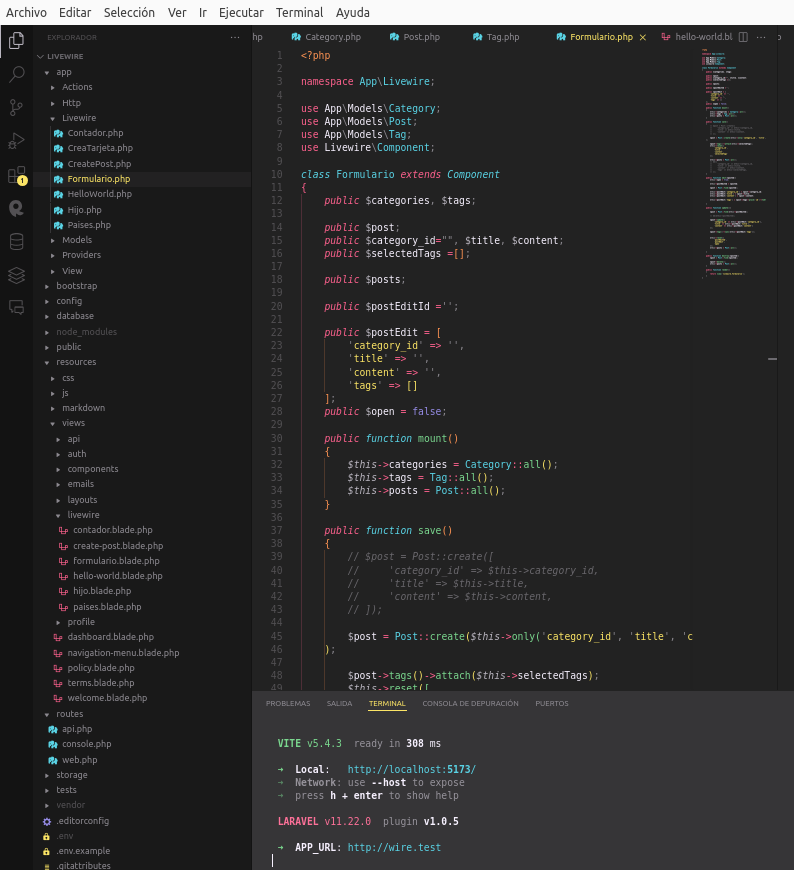 Archivo Editar Selección Ver Ir Ejecutar Terminal Ayuda
EXPLORADOR ···
LIVEWIRE
app
Actions
Http
Livewire
Contador.php
CreaTarjeta.php
CreatePost.php
Formulario.php
HelloWorld.php
Hijo.php
Paises.php
Models
Providers
View
bootstrap
config
database
node_modules
public
resources
css
js
markdown
views
api
auth
components
emails
layouts
livewire
contador.blade.php
create-post.blade.php
formulario.blade.php
hello-world.blade.php
hijo.blade.php
paises.blade.php
profile
dashboard.blade.php
navigation-menu.blade.php
policy.blade.php
terms.blade.php
welcome.blade.php
routes
api.php
console.php
web.php
storage
tests
vendor
.editorconfig
.env
.env.example
.gitattributes
1
hp Category.php Post.php Tag.php Formulario.php × hello-world.bl ···
1 <?php
2
3 namespace App\Livewire;
4
5 use App\Models\Category;
6 use App\Models\Post;
7 use App\Models\Tag;
8 use Livewire\Component;
9
10 class Formulario extends Component
11 {
12     public $categories, $tags;
13
14     public $post;
15     public $category_id="", $title, $content;
16     public $selectedTags =[];
17
18     public $posts;
19
20     public $postEditId ='';
21
22     public $postEdit = [
23         'category_id' => '',
24         'title' => '',
25         'content' => '',
26         'tags' => []
27     ];
28     public $open = false;
29
30     public function mount()
31     {
32         $this->categories = Category::all();
33         $this->tags = Tag::all();
34         $this->posts = Post::all();
35     }
36
37     public function save()
38     {
39         // $post = Post::create([
40         //     'category_id' => $this->category_id,
41         //     'title' => $this->title,
42         //     'content' => $this->content,
43         // ]);
44
45         $post = Post::create($this->only('category_id', 'title', 'c
46     );
47
48         $post->tags()->attach($this->selectedTags);
49         $this->reset([
PROBLEMAS SALIDA TERMINAL CONSOLA DE DEPURACIÓN PUERTOS
VITE v5.4.3  ready in 308 ms
➜  Local:   http://localhost:5173/
➜  Network: use --host to expose
➜  press h + enter to show help
LARAVEL v11.22.0  plugin v1.0.5
➜  APP_URL: http://wire.test